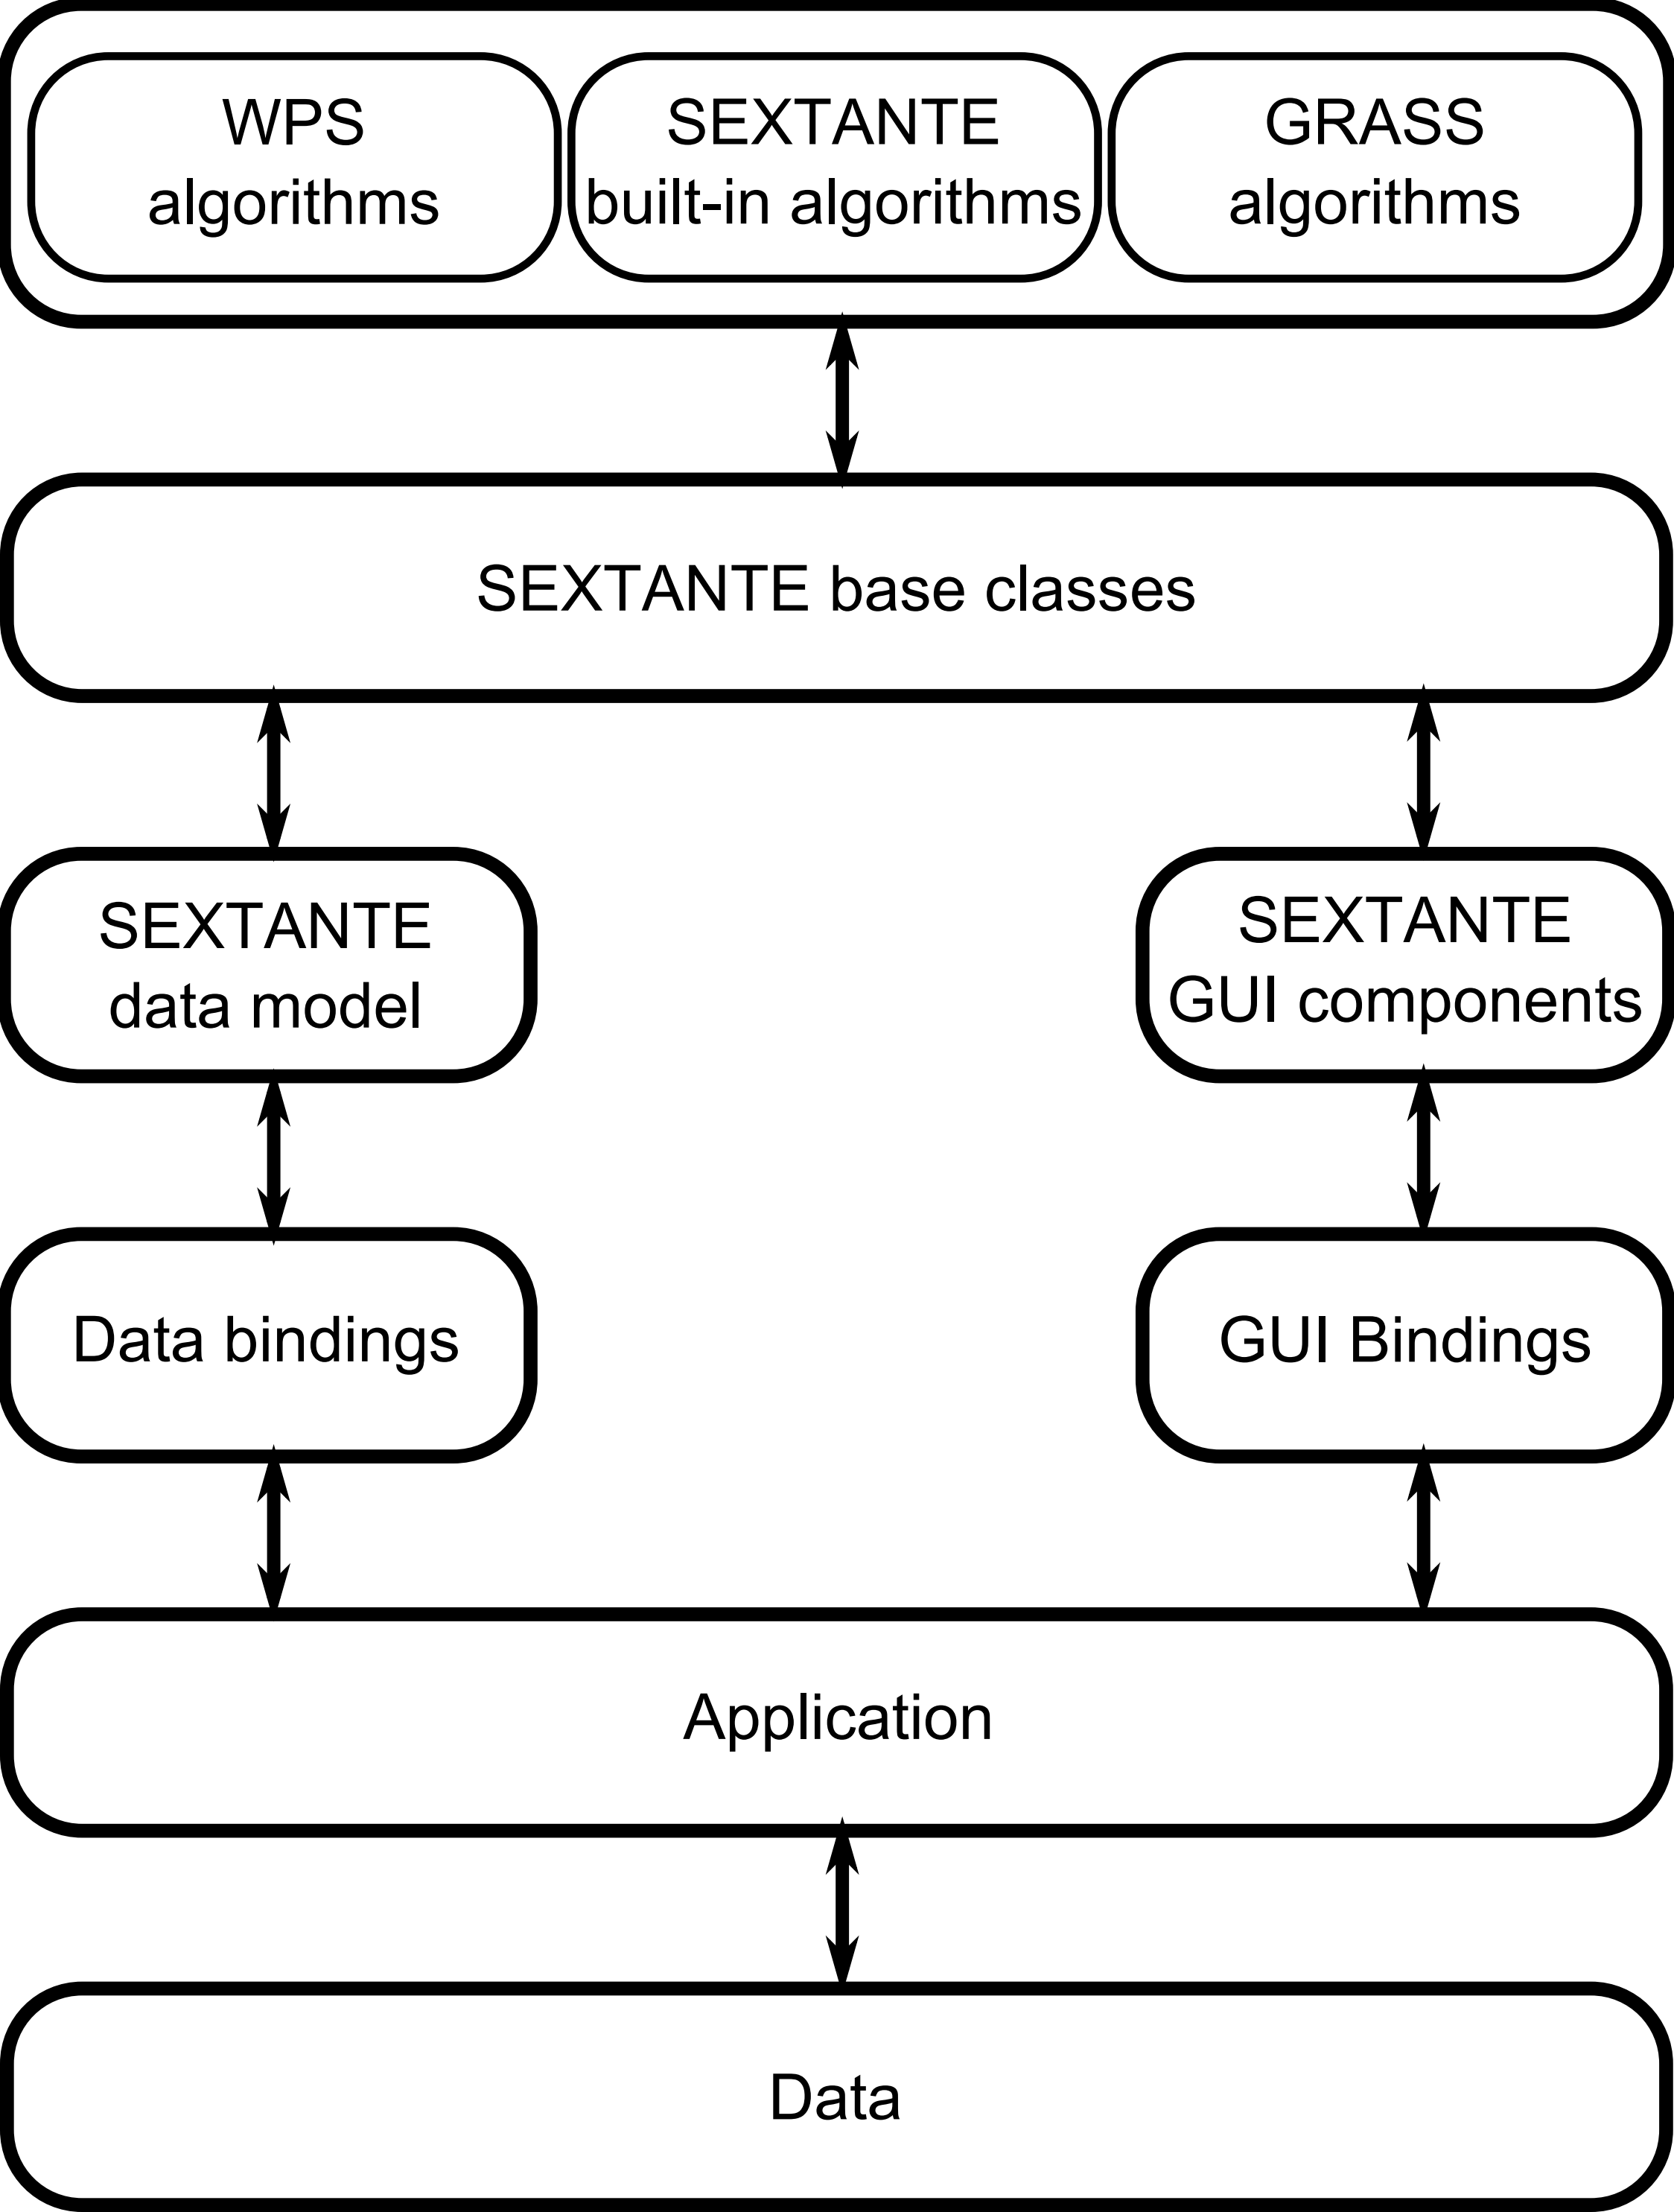 WPS
algorithms
SEXTANTE
built-in algorithms
GRASS
algorithms
SEXTANTE base classes
SEXTANTE
data model
SEXTANTE
GUI components
Data bindings
GUI Bindings
Application
Data